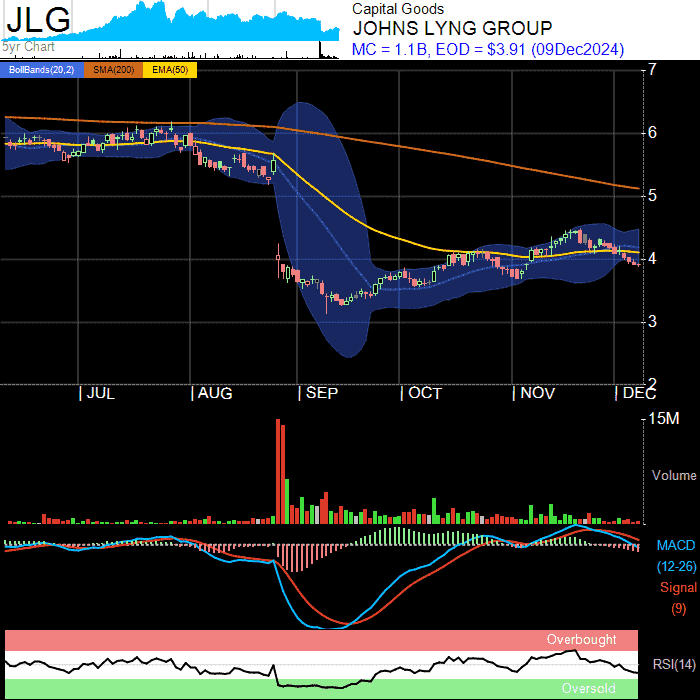 JLG
5yr Chart
Capital Goods
JOHNS LYNG GROUP
MC = 1.1B, EOD = $3.91 (09Dec2024)
BollBands(20,2) SMA(200) EMA(50)
7
6
5
4
3
2
JUL AUG SEP OCT NOV DEC
15M
Volume
MACD
(12-26)
Signal
(9)
Overbought
RSI(14)
Oversold